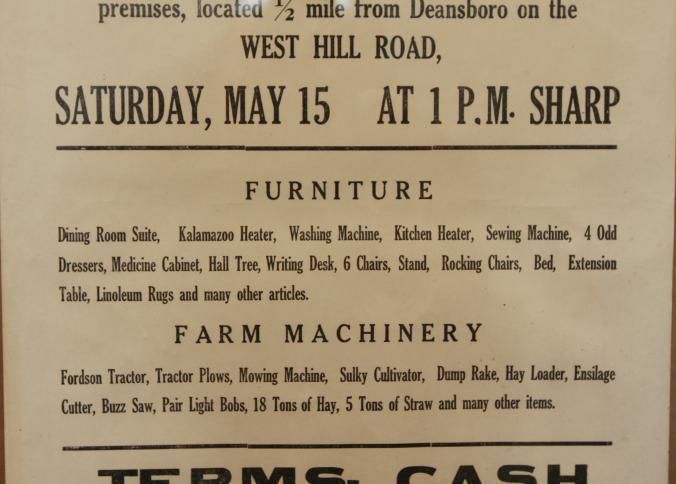 premises, located ½ mile from Deansboro on the
WEST HILL ROAD,
SATURDAY, MAY 15 AT 1 P.M. SHARP
FURNITURE
Dining Room Suite, Kalamazoo Heater, Washing Machine, Kitchen Heater, Sewing Machine, 4 Odd
Dressers, Medicine Cabinet, Hall Tree, Writing Desk, 6 Chairs, Stand, Rocking Chairs, Bed, Extension
Table, Linoleum Rugs and many other articles.
FARM MACHINERY
Fordson Tractor, Tractor Plows, Mowing Machine, Sulky Cultivator, Dump Rake, Hay Loader, Ensilage
Cutter, Buzz Saw, Pair Light Bobs, 18 Tons of Hay, 5 Tons of Straw and many other items.
TERMS: CASH